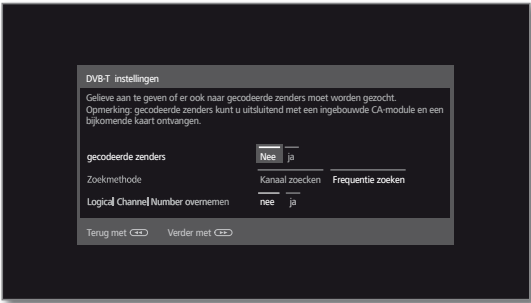 DVB-T instellingen
Gelieve aan te geven of er ook naar gecodeerde zenders moet worden gezocht.
Opmerking: gecodeerde zenders kunt u uitsluitend met een ingebouwde CA-module en een
bijkomende kaart ontvangen.
gecodeerde zenders Nee ja
Zoekmethode Kanaal zoecken Frequentie zoeken
Logical Channel Number overnemen nee ja
Terug met Verder met